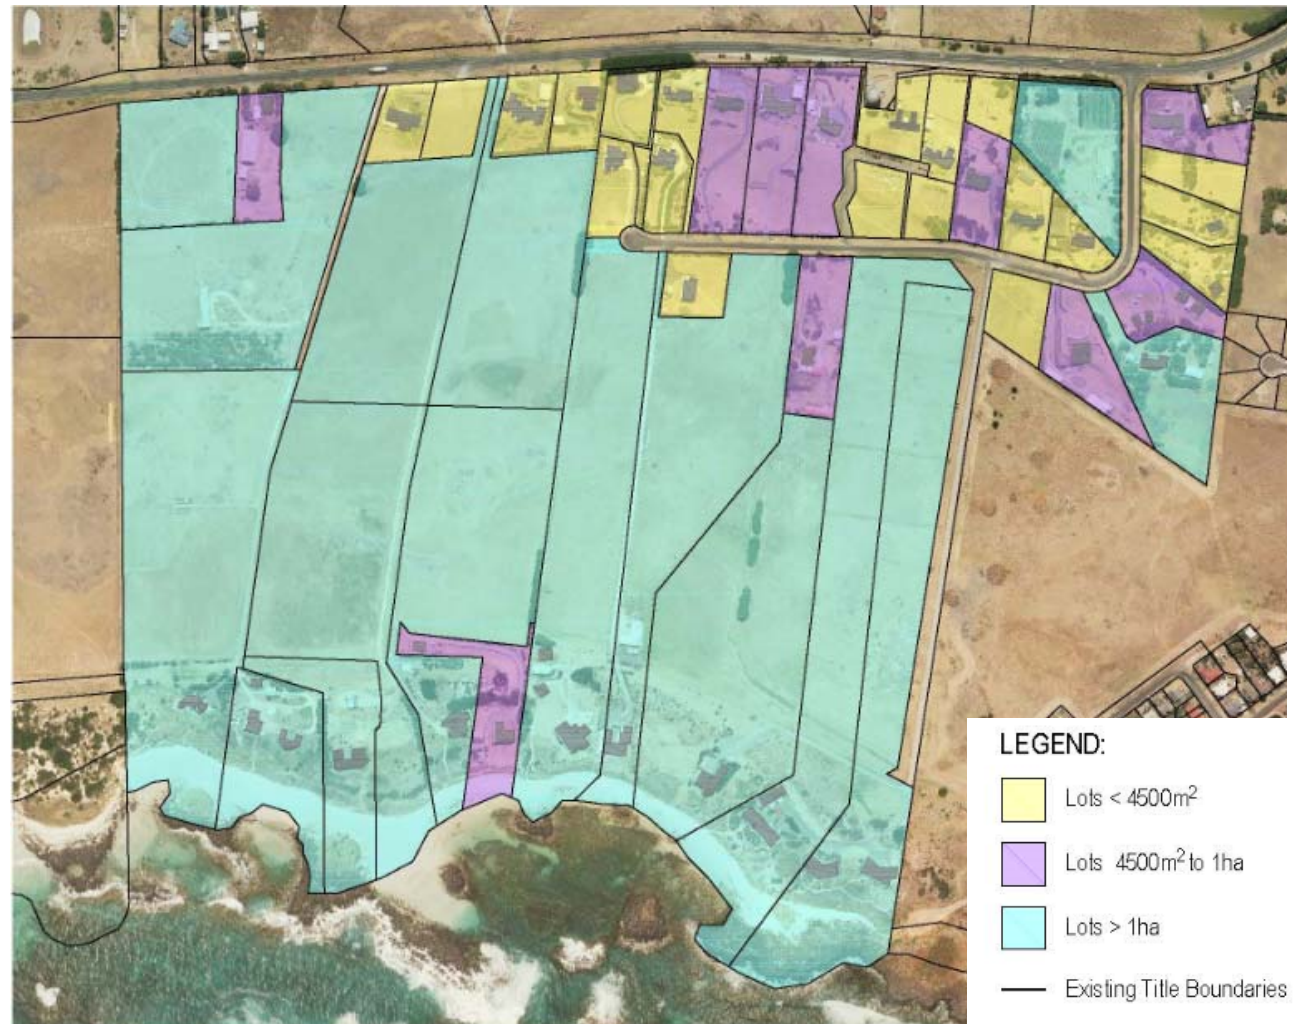 LEGEND:
Lots < 4500m²
Lots 4500m² to 1ha
Lots > 1ha
Existing Title Boundaries